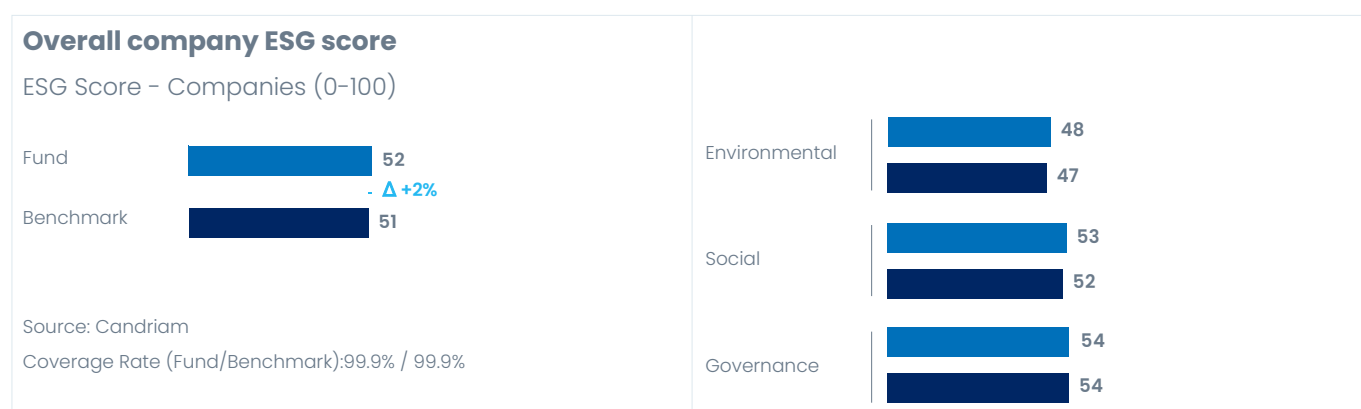 Overall company ESG score
ESG Score - Companies (0-100)
Fund
52
Δ +2%
Benchmark
51
Source: Candriam
Coverage Rate (Fund/Benchmark):99.9% / 99.9%
Environmental
48
47
Social
53
52
Governance
54
54